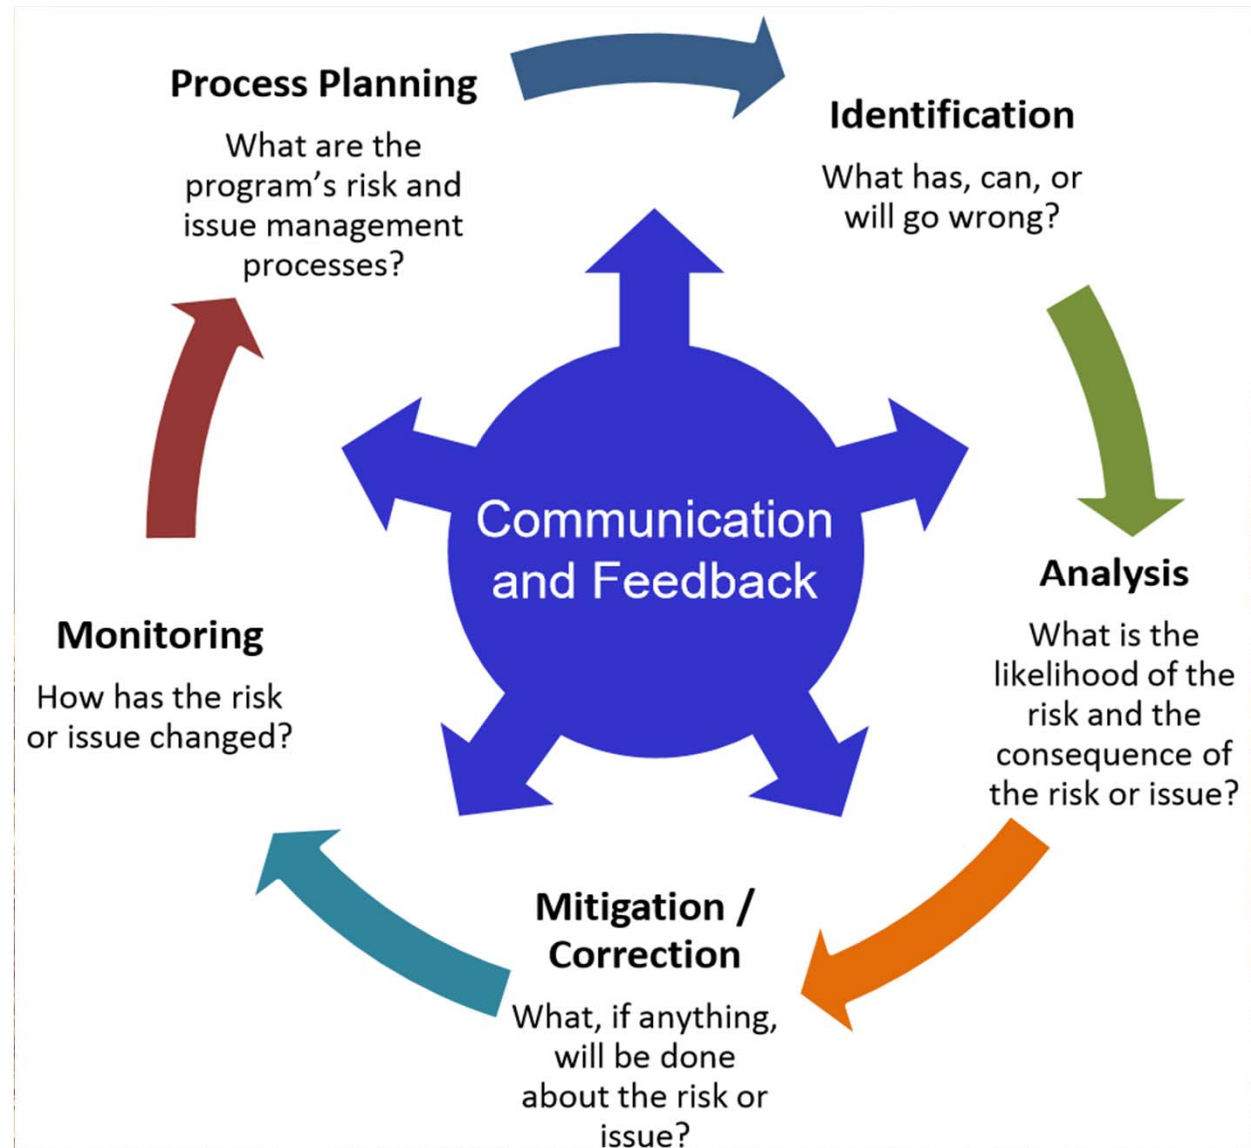 Process Planning
What are the
program’s risk and
issue management
processes?
Identification
What has, can, or
will go wrong?
Communication
and Feedback
Analysis
What is the
likelihood of the
risk and the
consequence of
the risk or issue?
Monitoring
How has the risk
or issue changed?
Mitigation /
Correction
What, if anything,
will be done
about the risk or
issue?